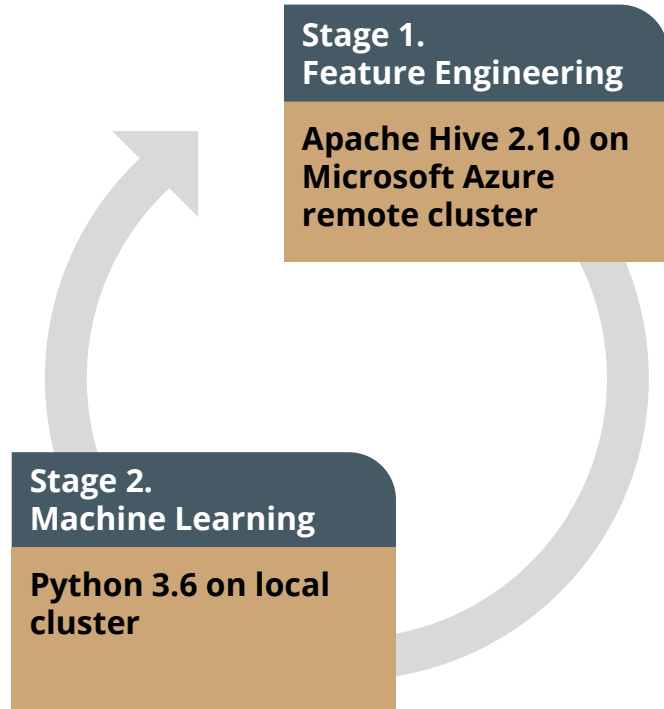 Stage 1.
Feature Engineering
Apache Hive 2.1.0 on
Microsoft Azure
remote cluster
Stage 2.
Machine Learning
Python 3.6 on local
cluster